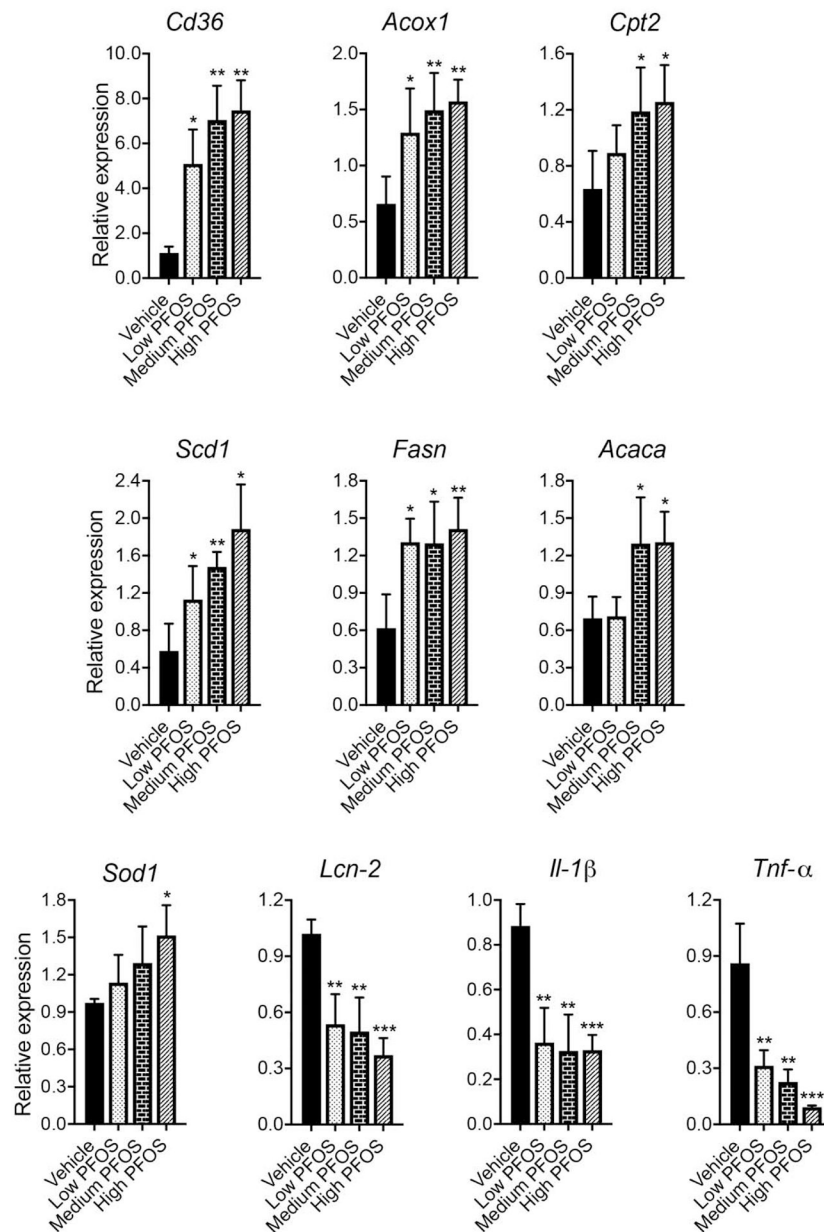 Cd36 Acox1 Cpt2
Relative expression
10.0 8.0 6.0 4.0 2.0 0.0
* ** **
Vehicle Low PFOS Medium PFOS High PFOS
2.0 1.5 1.0 0.5 0.0
* ** **
Vehicle Low PFOS Medium PFOS High PFOS
1.6 1.2 0.8 0.4 0.0
* *
Vehicle Low PFOS Medium PFOS High PFOS
Scd1 Fasn Acaca
Relative expression
2.4 2.0 1.6 1.2 0.8 0.4 0.0
* ** *
Vehicle Low PFOS Medium PFOS High PFOS
1.8 1.5 1.2 0.9 0.6 0.3 0.0
* * **
Vehicle Low PFOS Medium PFOS High PFOS
1.8 1.5 1.2 0.9 0.6 0.3 0.0
* *
Vehicle Low PFOS Medium PFOS High PFOS
Sod1 Lcn-2 Il-1β Tnf-α
Relative expression
1.8 1.5 1.2 0.9 0.6 0.3 0.0
*
Vehicle Low PFOS Medium PFOS High PFOS
1.2 0.9 0.6 0.3 0.0
** ** ***
Vehicle Low PFOS Medium PFOS High PFOS
1.0 0.8 0.6 0.4 0.2 0.0
** ** ***
Vehicle Low PFOS Medium PFOS High PFOS
1.2 0.9 0.6 0.3 0.0
** ** ***
Vehicle Low PFOS Medium PFOS High PFOS